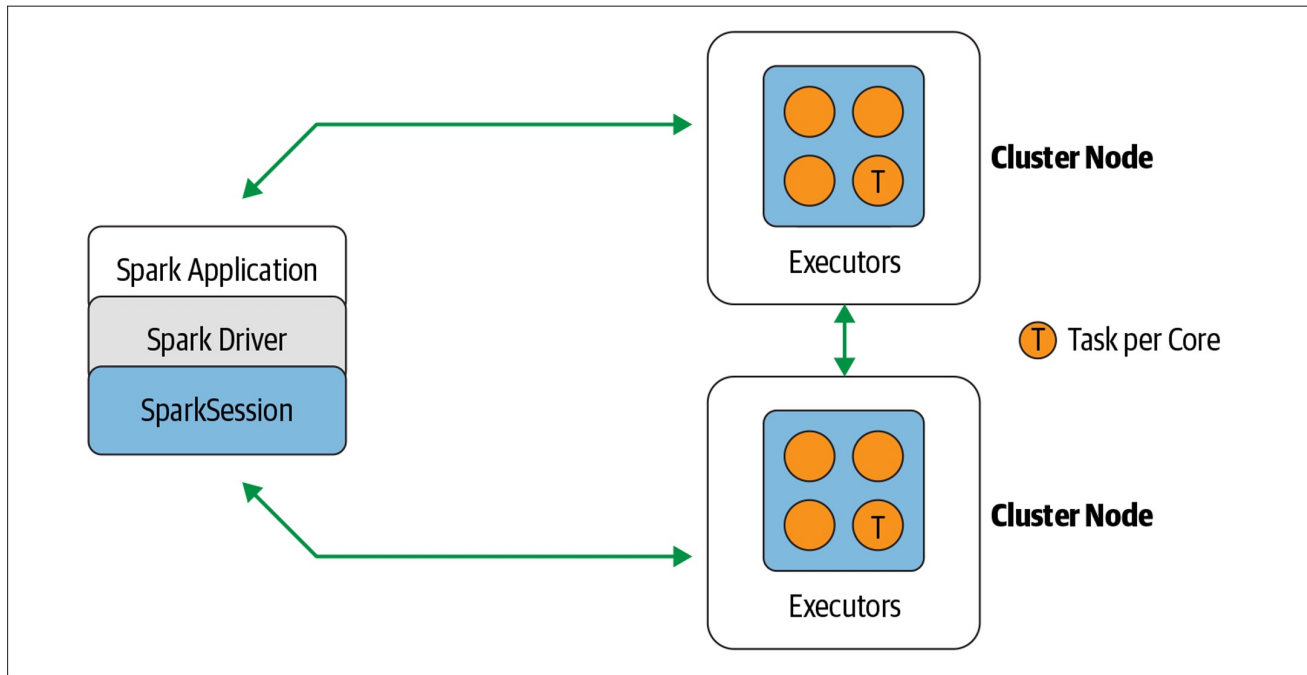 Spark Application
Spark Driver
SparkSession
T
Executors
Cluster Node
T Task per Core
T
Executors
Cluster Node